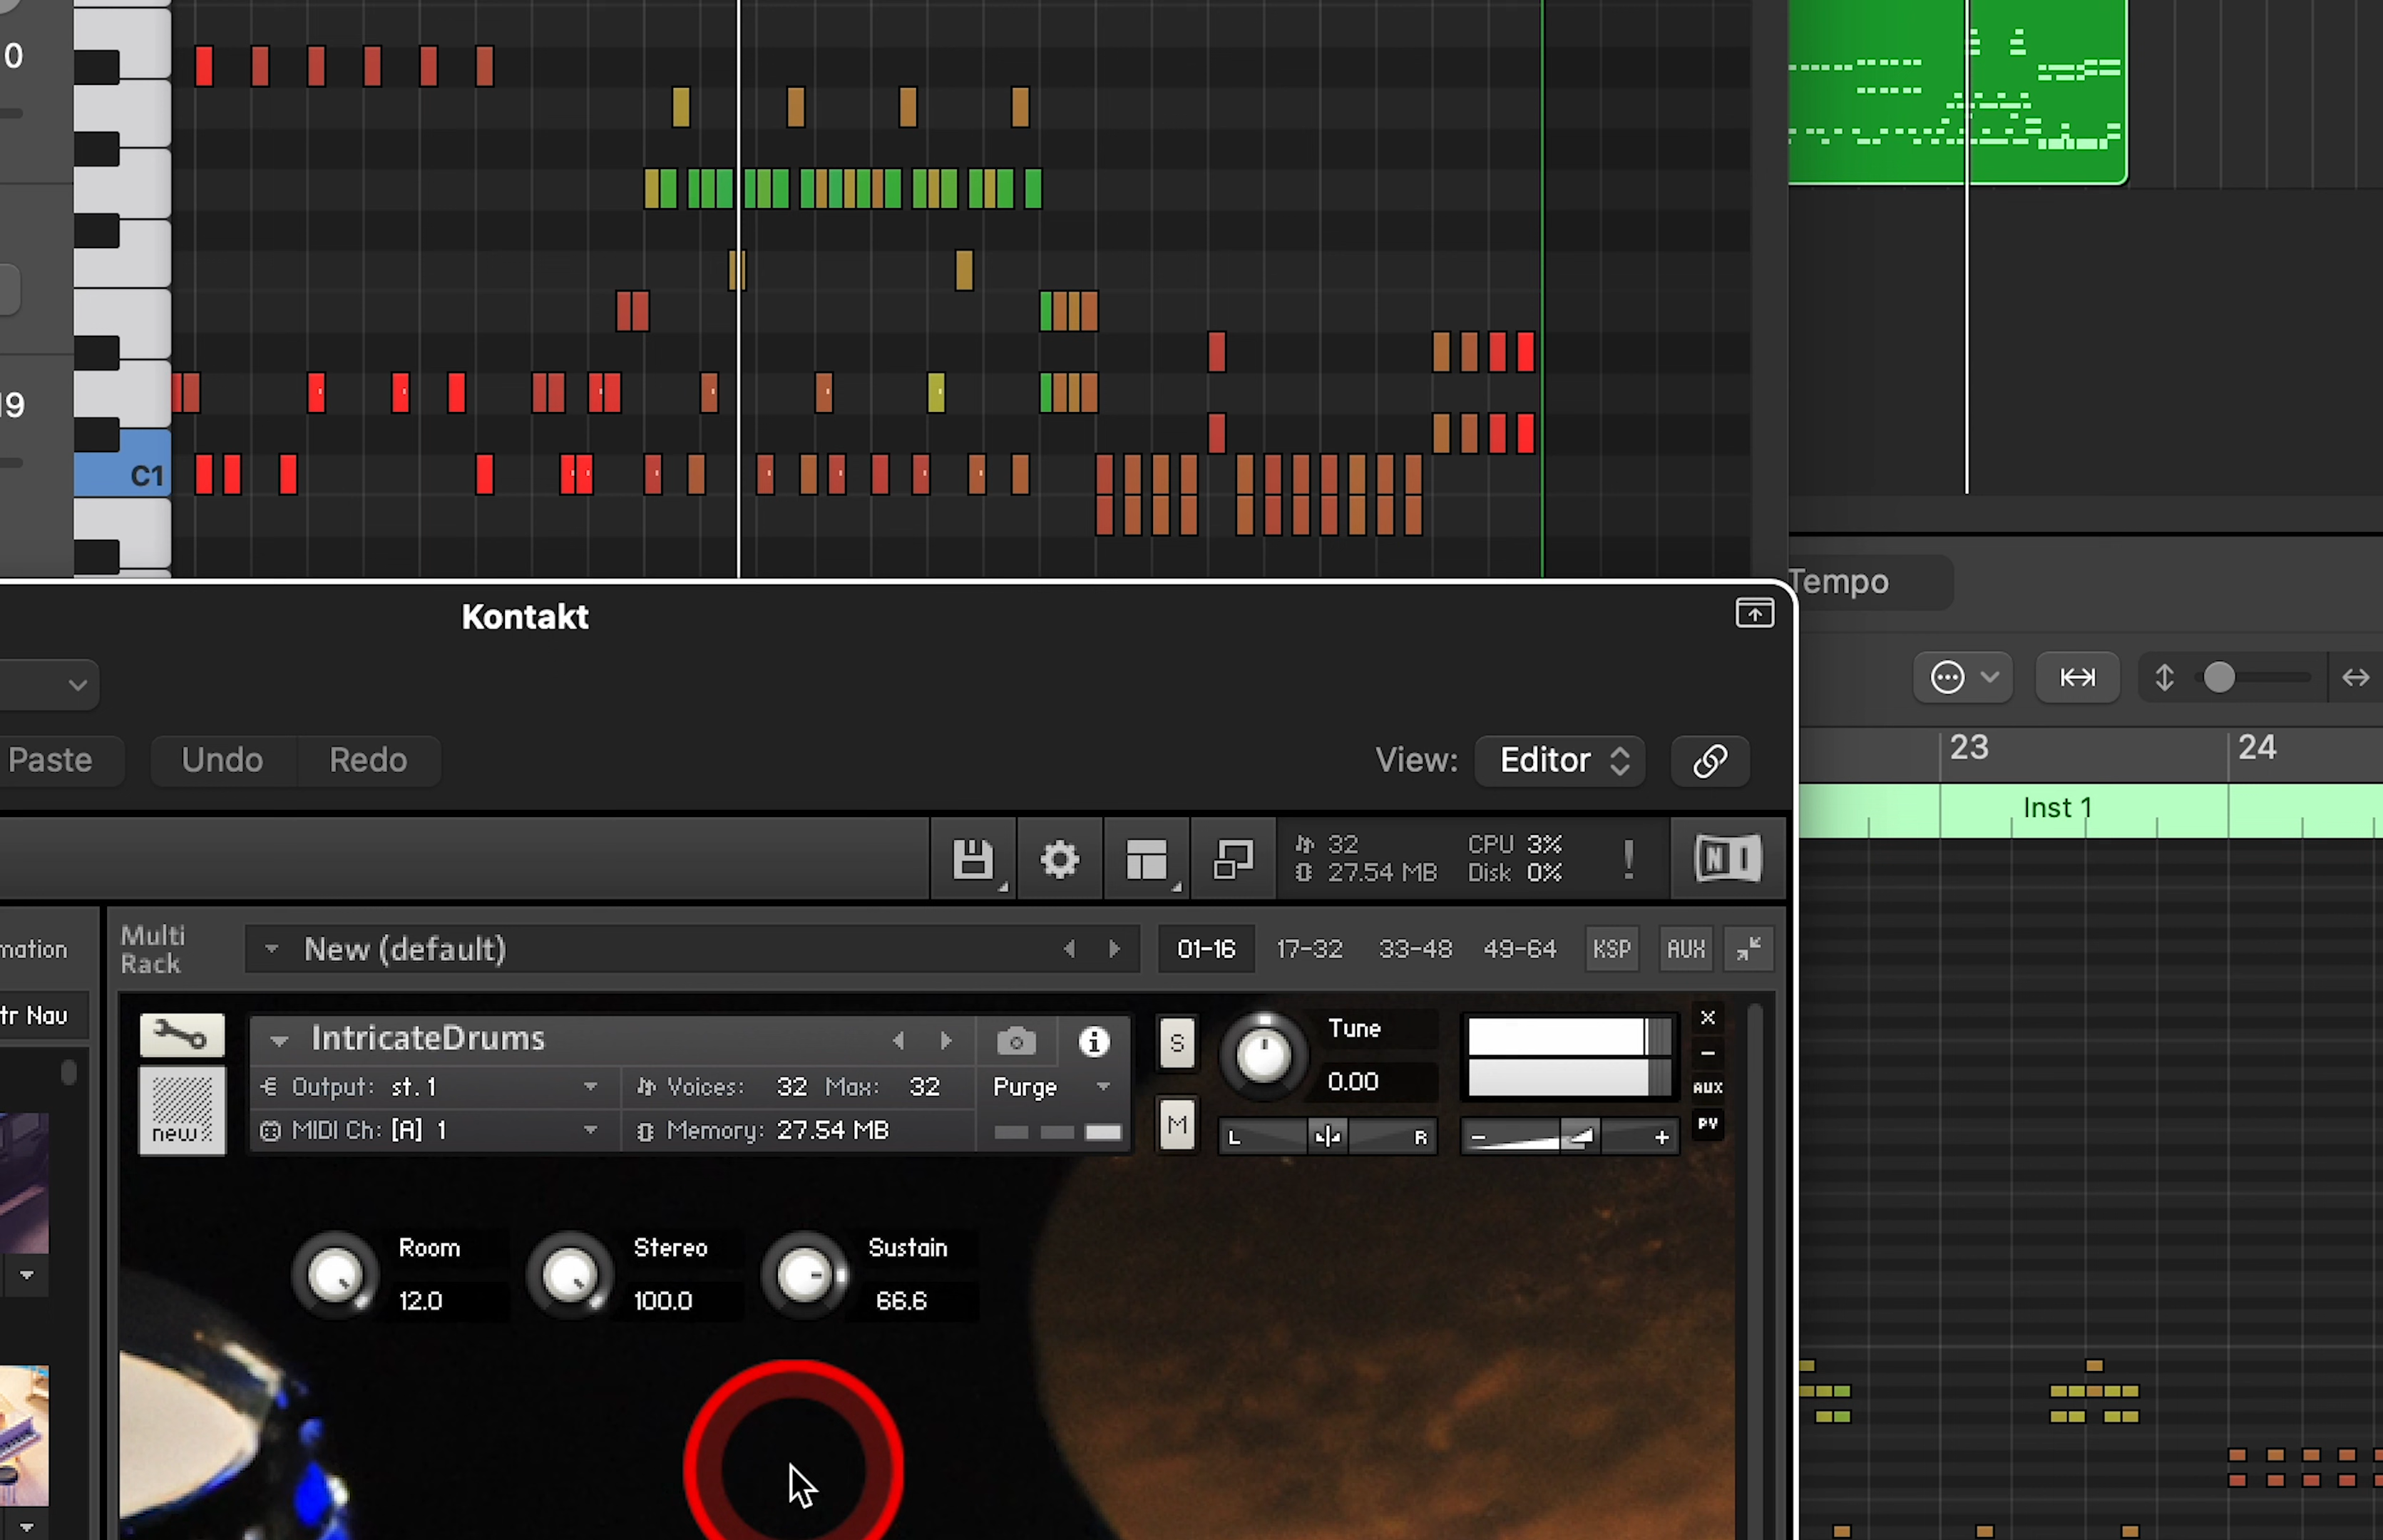 0
19
C1
Tempo
Kontakt
Paste
Undo
Redo
View:
Editor
23
24
Inst 1
32
27.54 MB
CPU 3%
Disk 0%
NI
mation
Multi
Rack
New (default)
01-16
17-32
33-48
49-64
KSP
AUX
tr Nau
IntricateDrums
S
Tune
0.00
x
-
AUX
PV
new
Output: st. 1
Voices: 32 Max: 32
Purge
MIDI Ch: [A] 1
Memory: 27.54 MB
M
L
R
-
+
Room
12.0
Stereo
100.0
Sustain
66.6